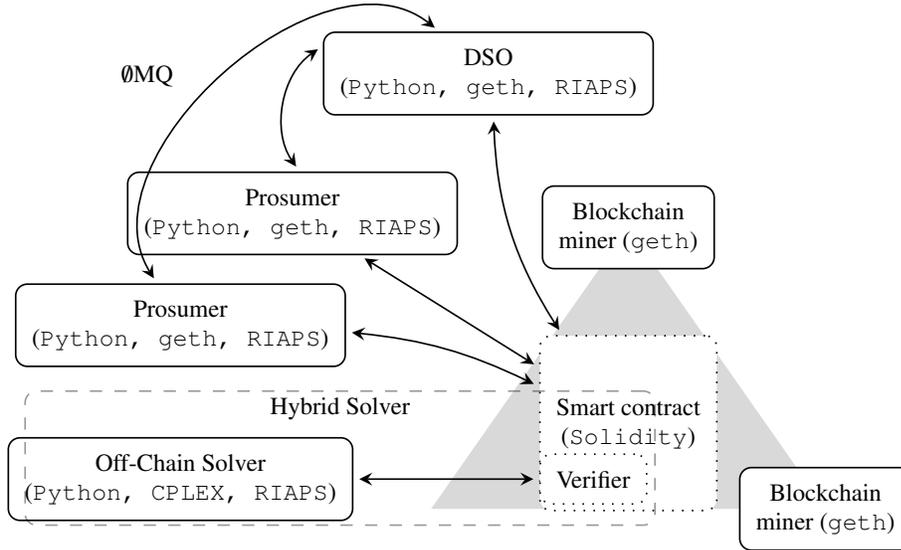 DSO
(Python, geth, RIAPS)
∅MQ
Prosumer
(Python, geth, RIAPS)
Blockchain
miner (geth)
Prosumer
(Python, geth, RIAPS)
Hybrid Solver
Smart contract
(Solidity)
Off-Chain Solver
(Python, CPLEX, RIAPS)
Verifier
Blockchain
miner (geth)